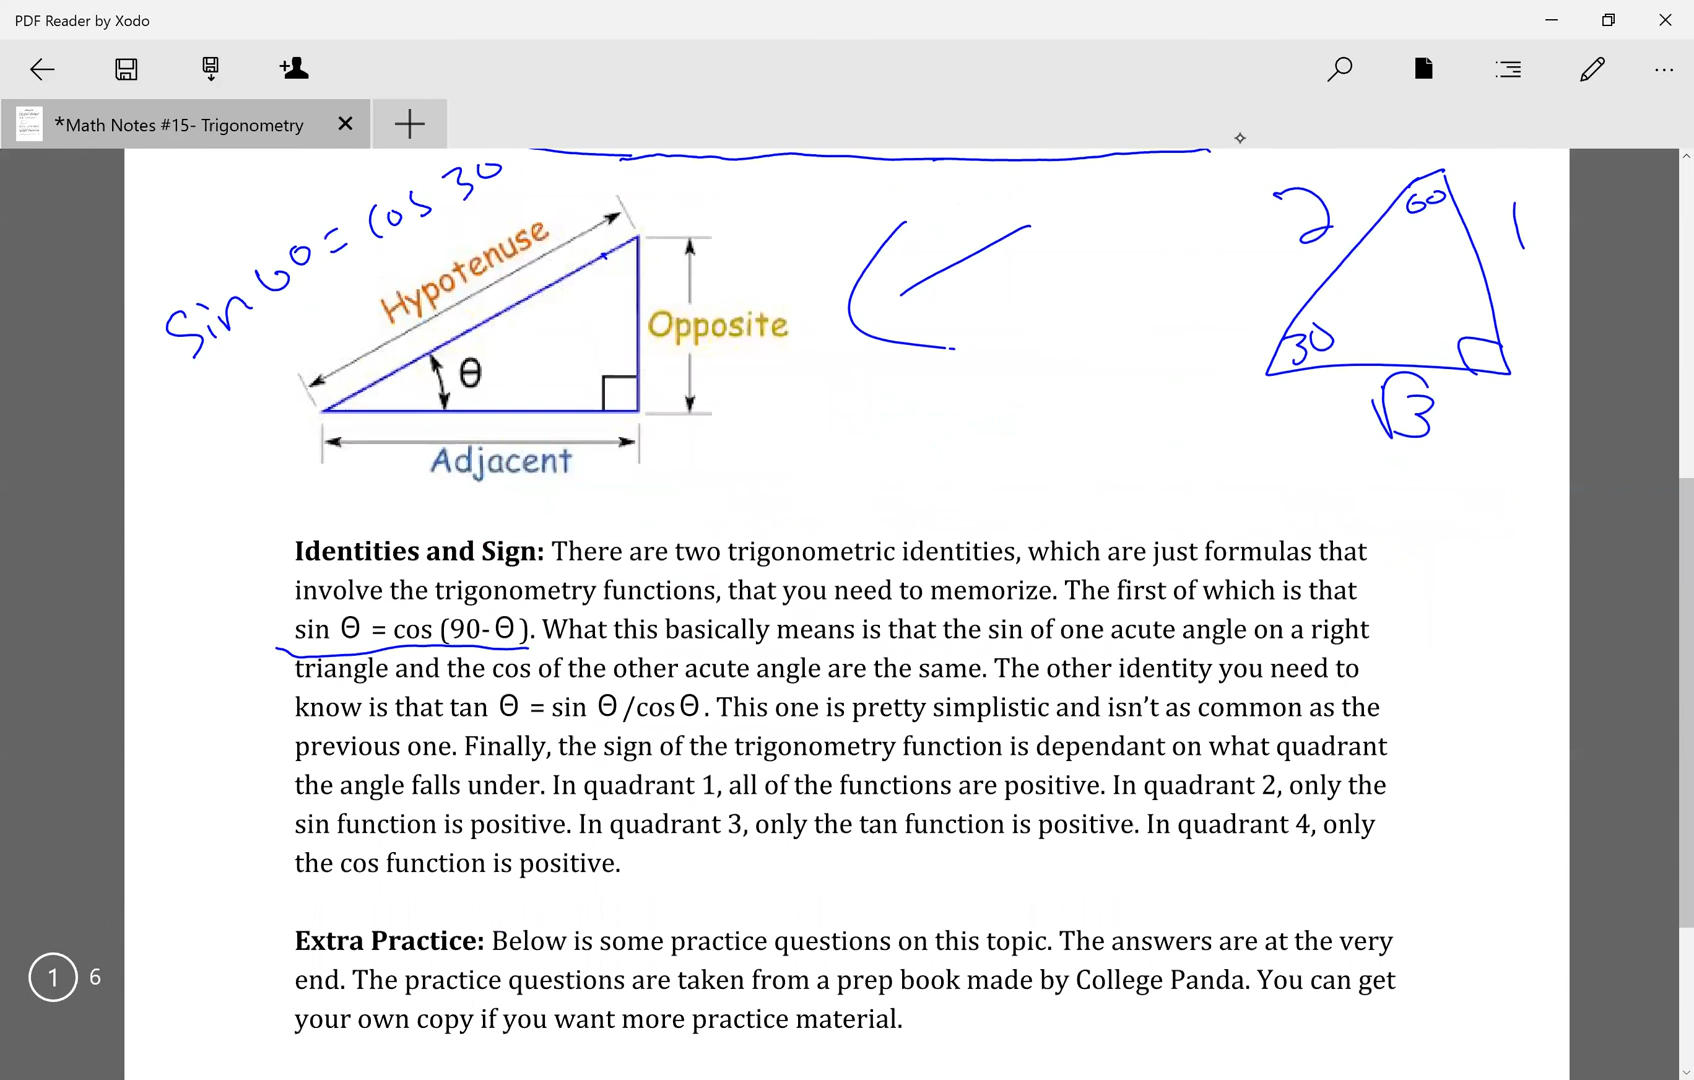 PDF Reader by Xodo
*Math Notes #15- Trigonometry
sin 60 = cos 30
Hypotenuse
Opposite
θ
Adjacent
2
60
1
30
√3
Identities and Sign: There are two trigonometric identities, which are just formulas that
involve the trigonometry functions, that you need to memorize. The first of which is that
sin Θ = cos (90-Θ). What this basically means is that the sin of one acute angle on a right
triangle and the cos of the other acute angle are the same. The other identity you need to
know is that tan Θ = sin Θ/cosΘ. This one is pretty simplistic and isn't as common as the
previous one. Finally, the sign of the trigonometry function is dependant on what quadrant
the angle falls under. In quadrant 1, all of the functions are positive. In quadrant 2, only the
sin function is positive. In quadrant 3, only the tan function is positive. In quadrant 4, only
the cos function is positive.
Extra Practice: Below is some practice questions on this topic. The answers are at the very
end. The practice questions are taken from a prep book made by College Panda. You can get
your own copy if you want more practice material.
1 6